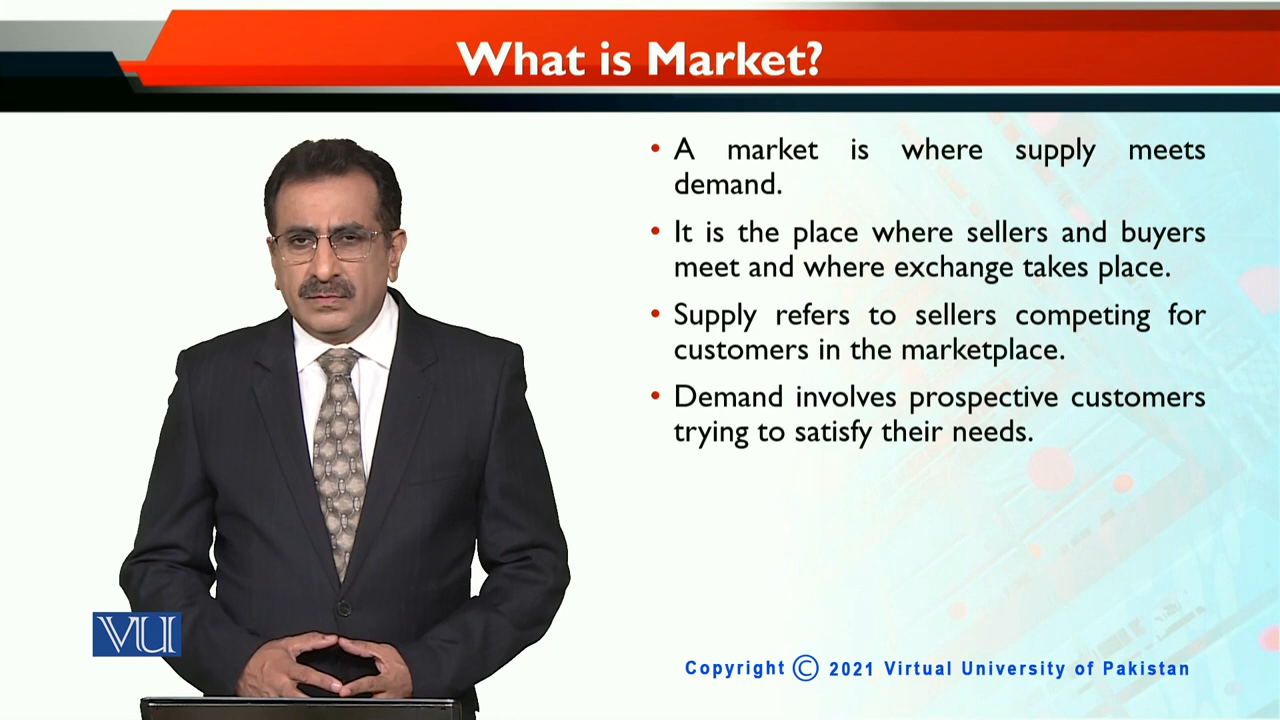 What is Market?
• A market is where supply meets
demand.
• It is the place where sellers and buyers
meet and where exchange takes place.
• Supply refers to sellers competing for
customers in the marketplace.
• Demand involves prospective customers
trying to satisfy their needs.
VU
Copyright © 2021 Virtual University of Pakistan